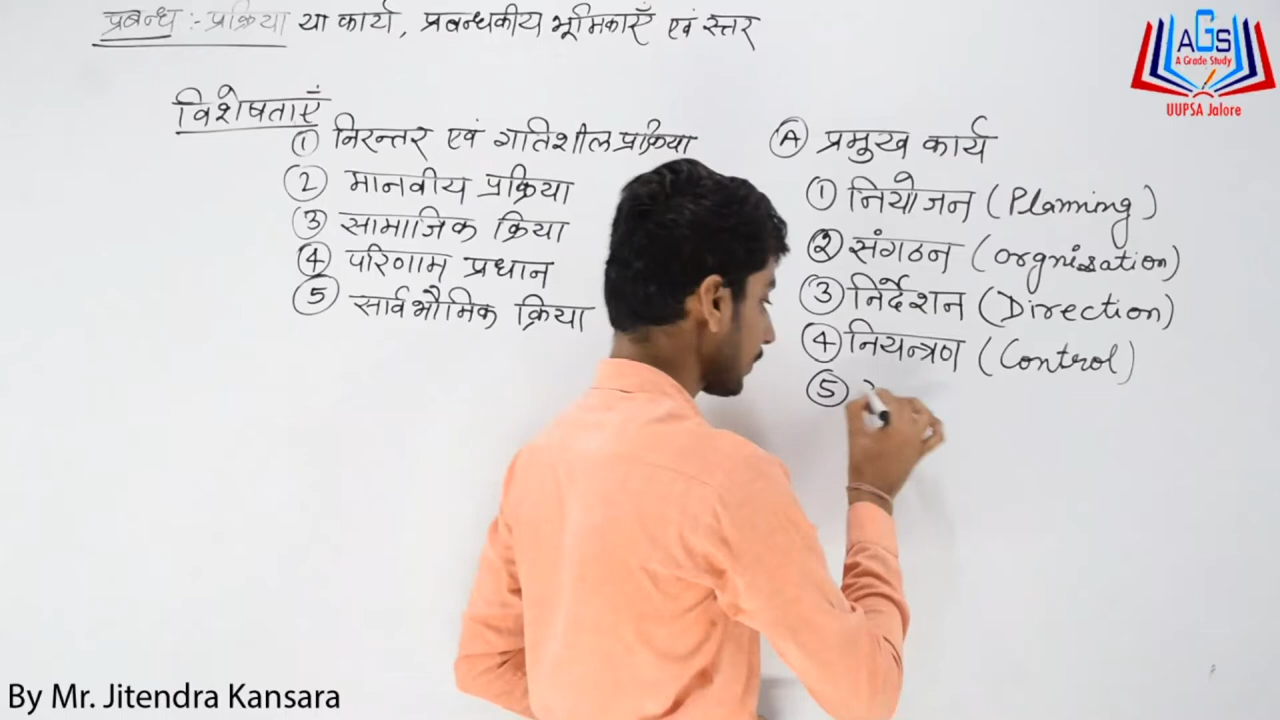 प्रबन्ध :- प्रक्रिया या कार्य, प्रबन्धकीय भूमिकाएँ एवं स्तर
AGS
A Grade Study
UUPSA Jalore
विशेषताएँ
① निरन्तर एवं गतिशील प्रक्रिया
② मानवीय प्रक्रिया
③ सामाजिक क्रिया
④ परिणाम प्रधान
⑤ सार्वभौमिक क्रिया
Ⓐ प्रमुख कार्य
① नियोजन (Planning)
② संगठन (Orgnisation)
③ निर्देशन (Direction)
④ नियन्त्रण (Control)
⑤
By Mr. Jitendra Kansara